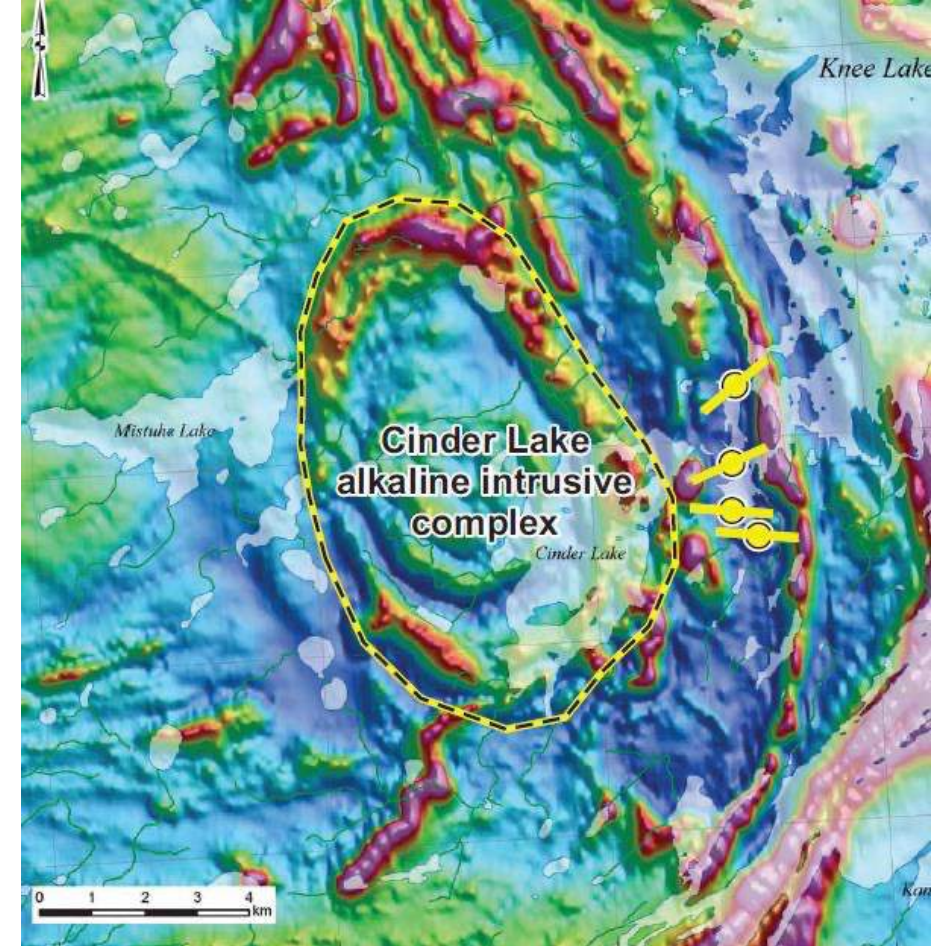 Knee Lake
Mistuhe Lake
Cinder Lake
alkaline intrusive
complex
Cinder Lake
0 1 2 3 4
km